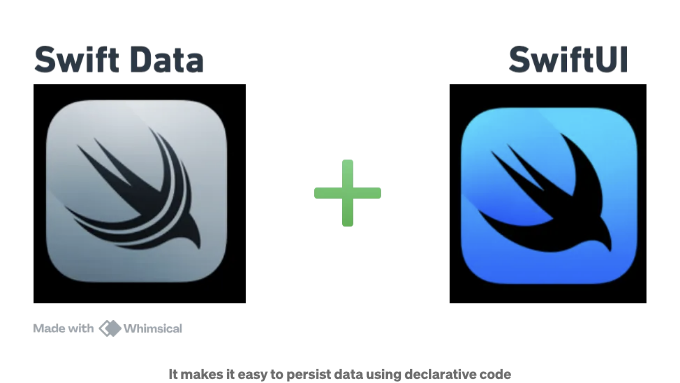 Swift Data
SwiftUI
Made with Whimsical
It makes it easy to persist data using declarative code